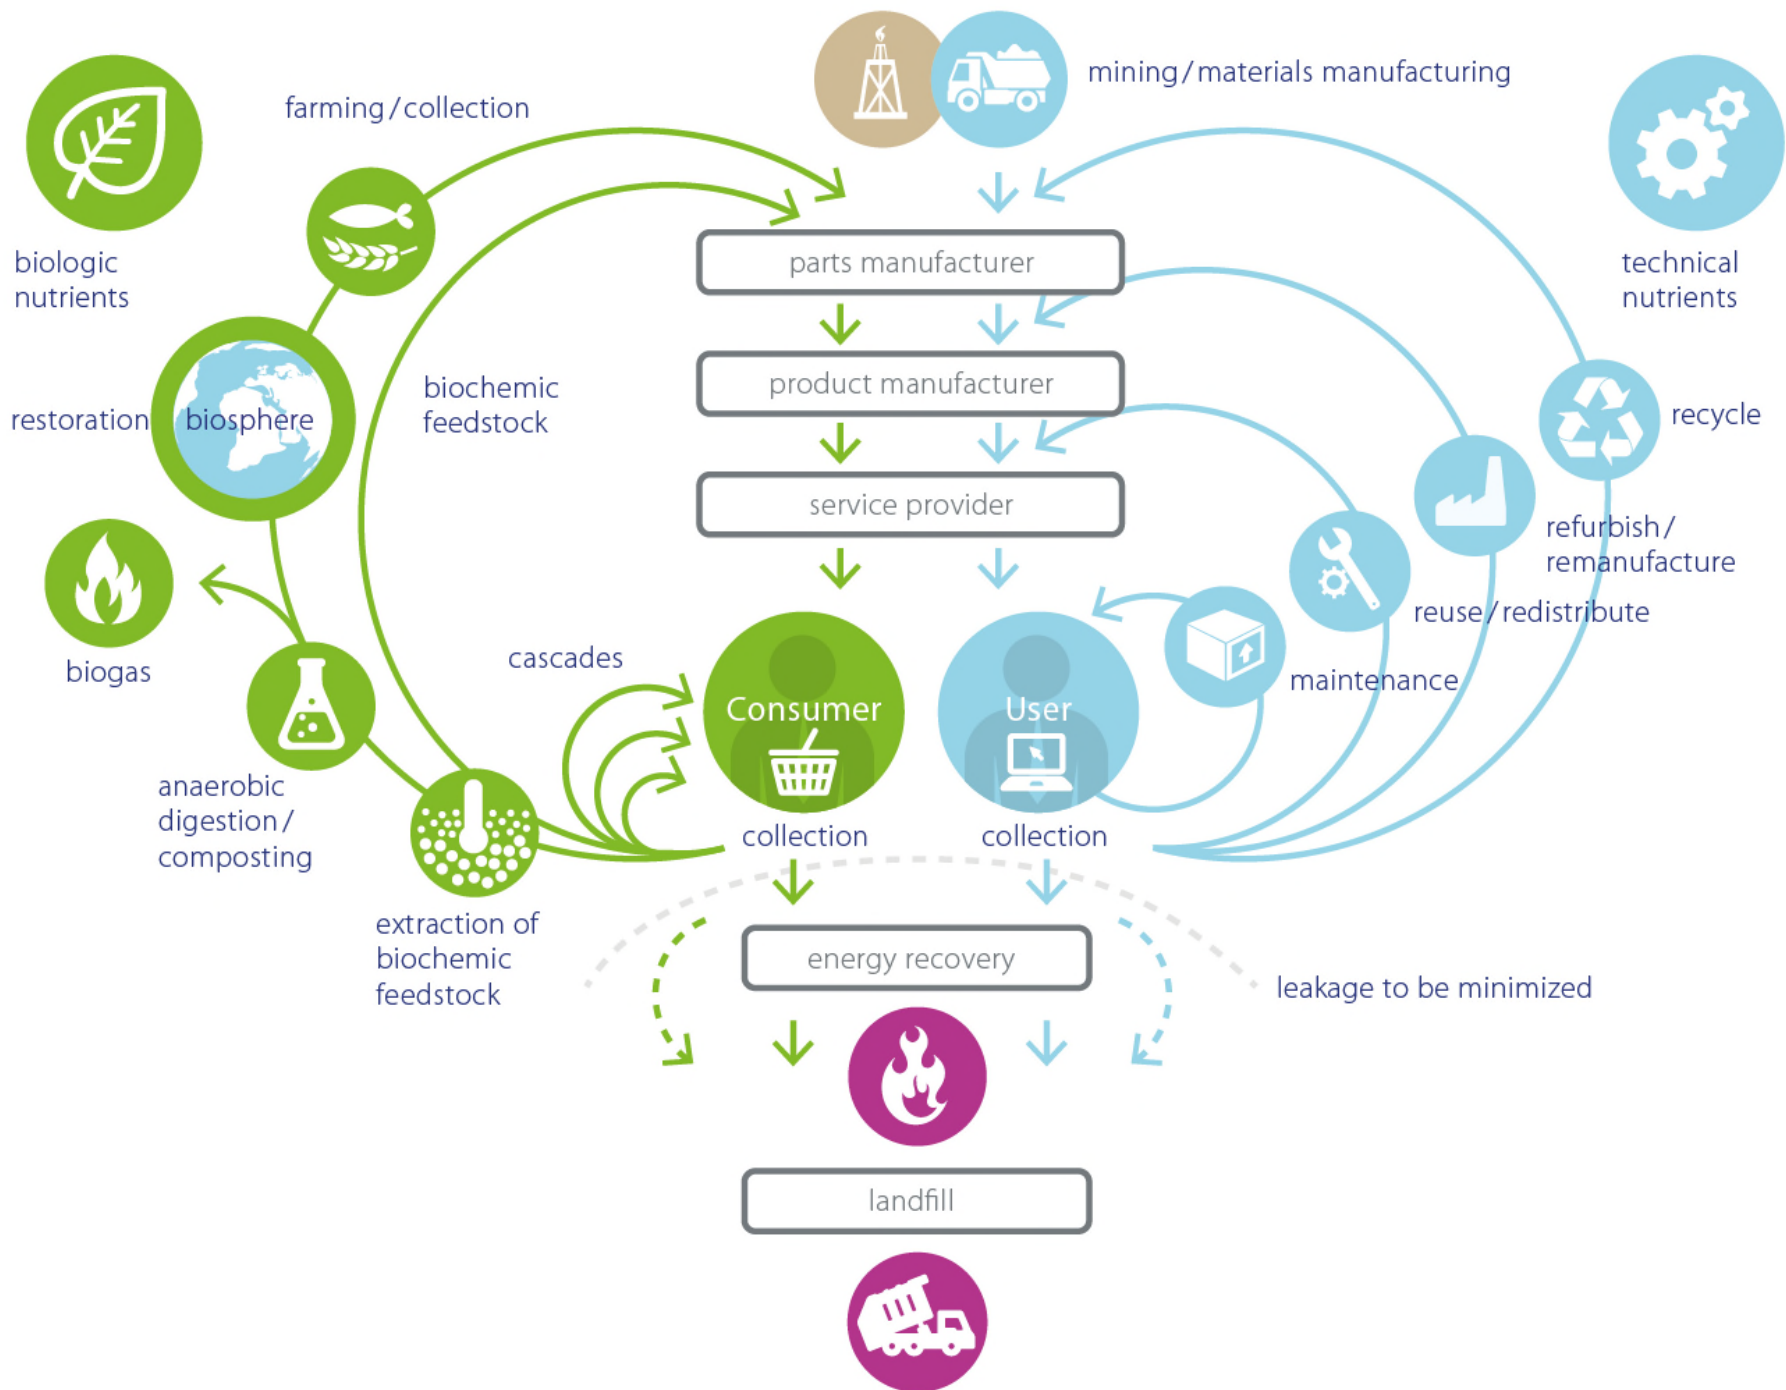 mining / materials manufacturing
farming / collection
biologic
nutrients
technical
nutrients
parts manufacturer
biochemic
feedstock
product manufacturer
restoration
biosphere
recycle
service provider
refurbish /
remanufacture
reuse / redistribute
biogas
cascades
maintenance
Consumer
User
anaerobic
digestion /
composting
collection
collection
extraction of
biochemic
feedstock
energy recovery
leakage to be minimized
landfill